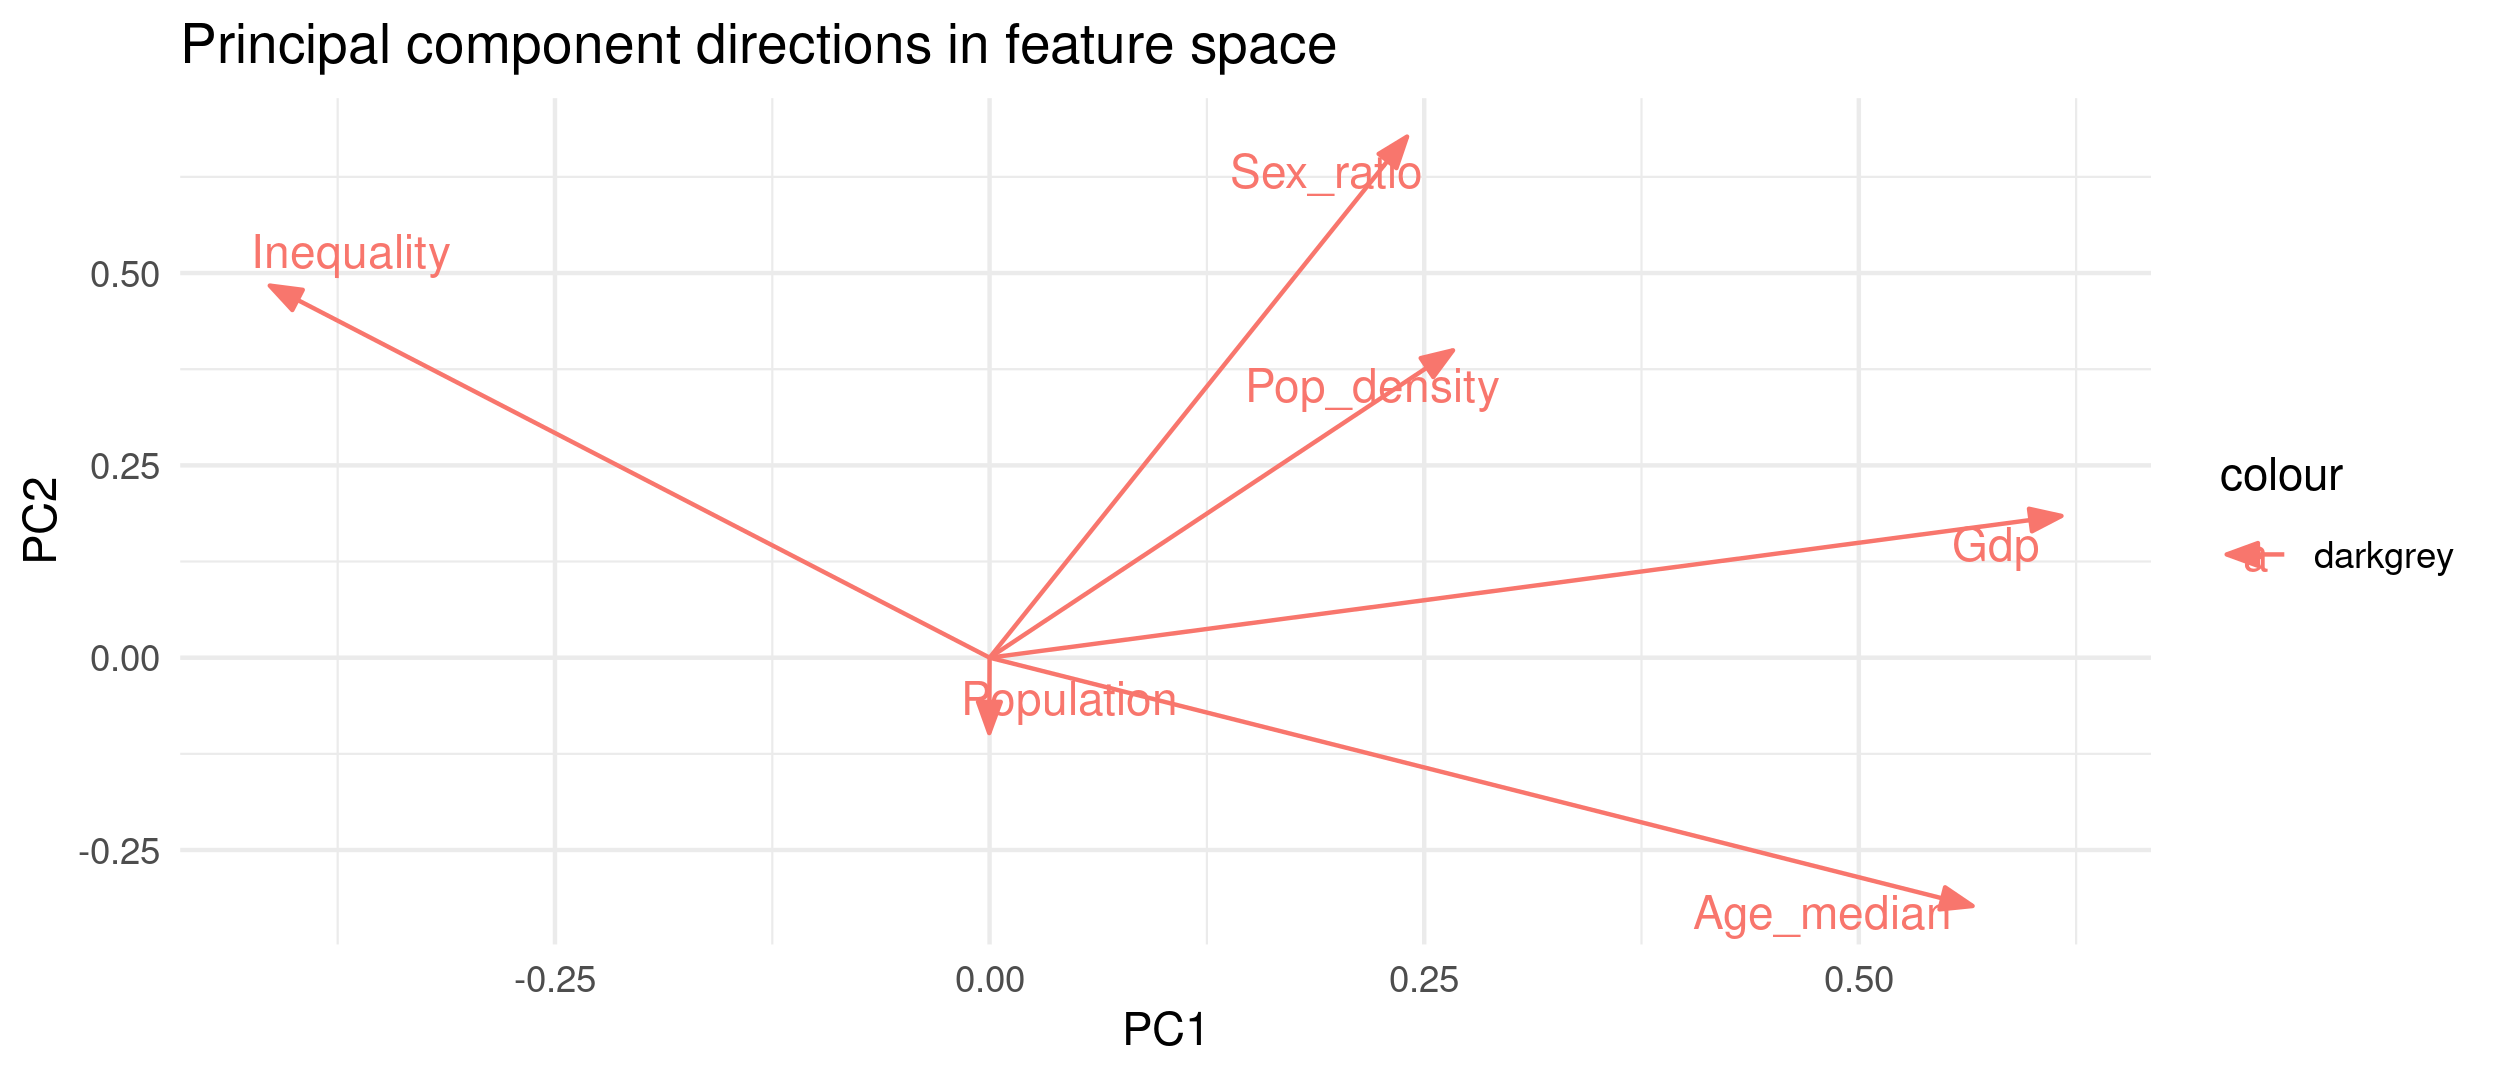 Principal component directions in feature space
Sex_ratio
Inequality
0.50
Pop_density
0.25
colour
PC2
Gdp
a darkgrey
0.00
Population
-0.25
Age_median
-0.25 0.00 0.25 0.50
PC1